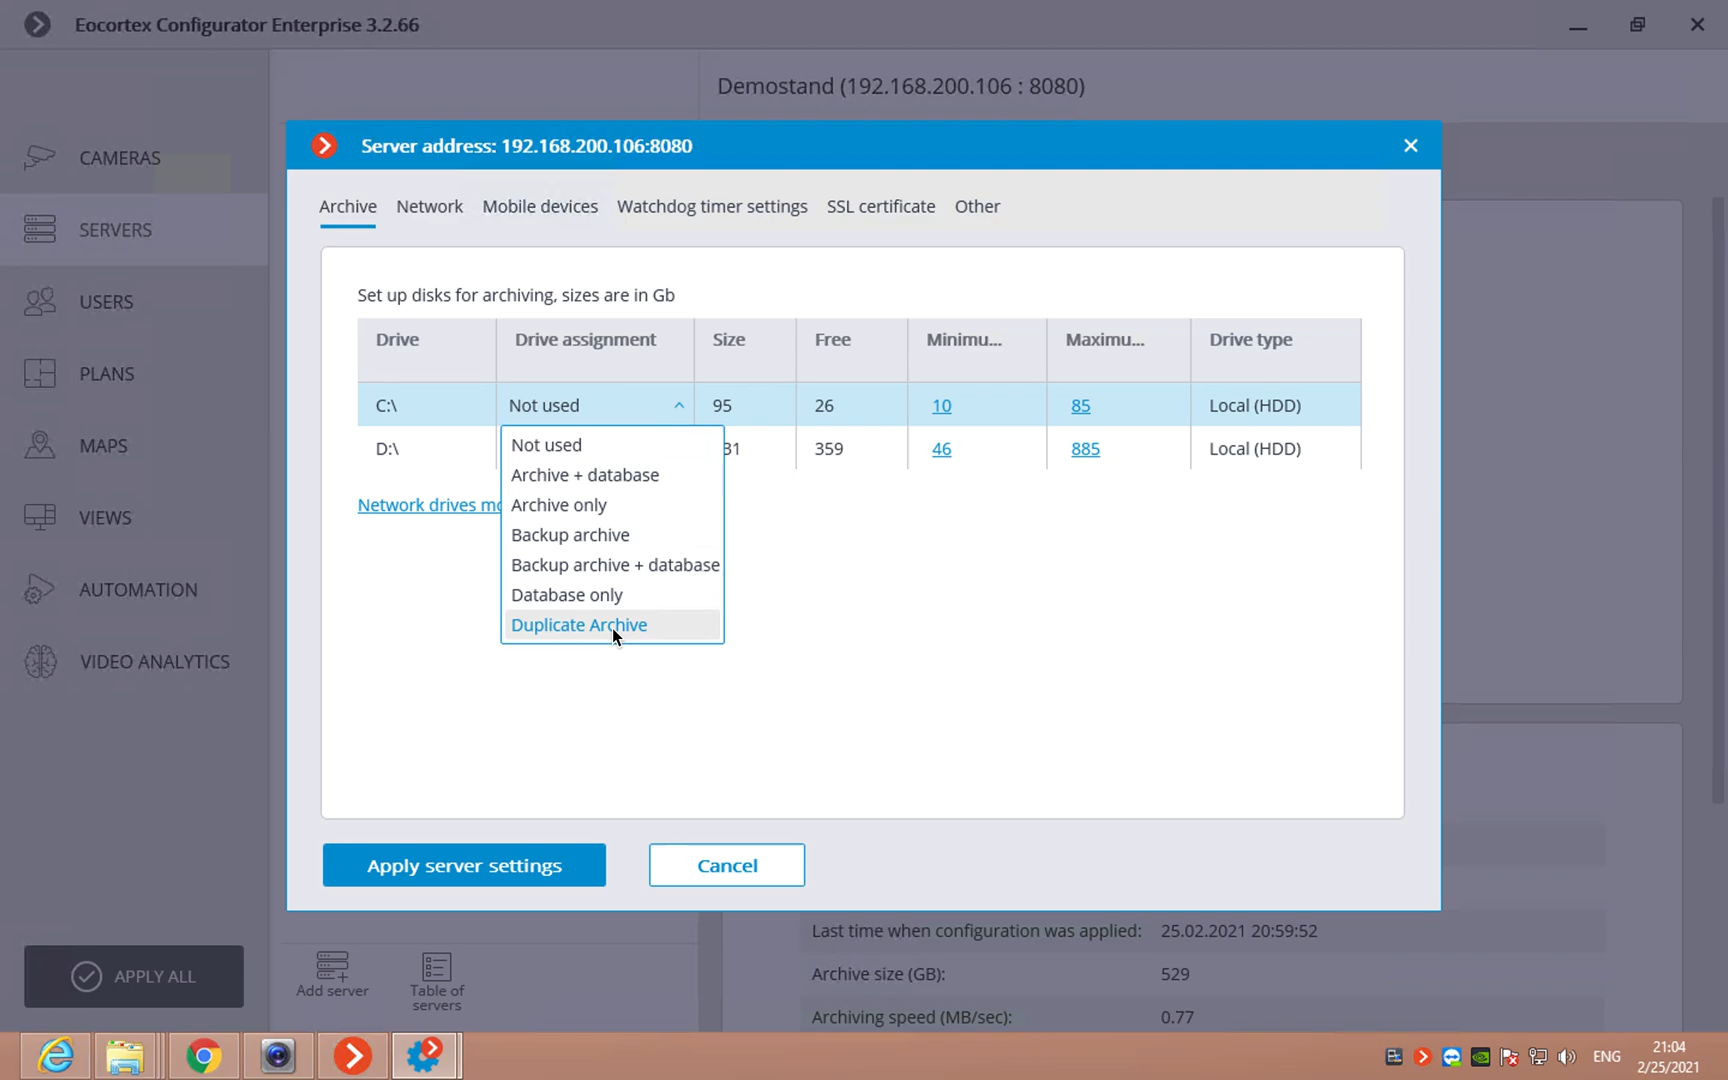 Eocortex Configurator Enterprise 3.2.66
Demostand (192.168.200.106 : 8080)
CAMERAS
SERVERS
USERS
PLANS
MAPS
VIEWS
AUTOMATION
VIDEO ANALYTICS
APPLY ALL
Server address: 192.168.200.106:8080
Archive Network Mobile devices Watchdog timer settings SSL certificate Other
Set up disks for archiving, sizes are in Gb
Drive Drive assignment Size Free Minimu... Maximu... Drive type
C:\ Not used 95 26 10 85 Local (HDD)
D:\ 31 359 46 885 Local (HDD)
Network drives
Not used
Archive + database
Archive only
Backup archive
Backup archive + database
Database only
Duplicate Archive
Apply server settings Cancel
Last time when configuration was applied: 25.02.2021 20:59:52
Archive size (GB): 529
Archiving speed (MB/sec): 0.77
Add server
Table of
servers
ENG
21:04
2/25/2021